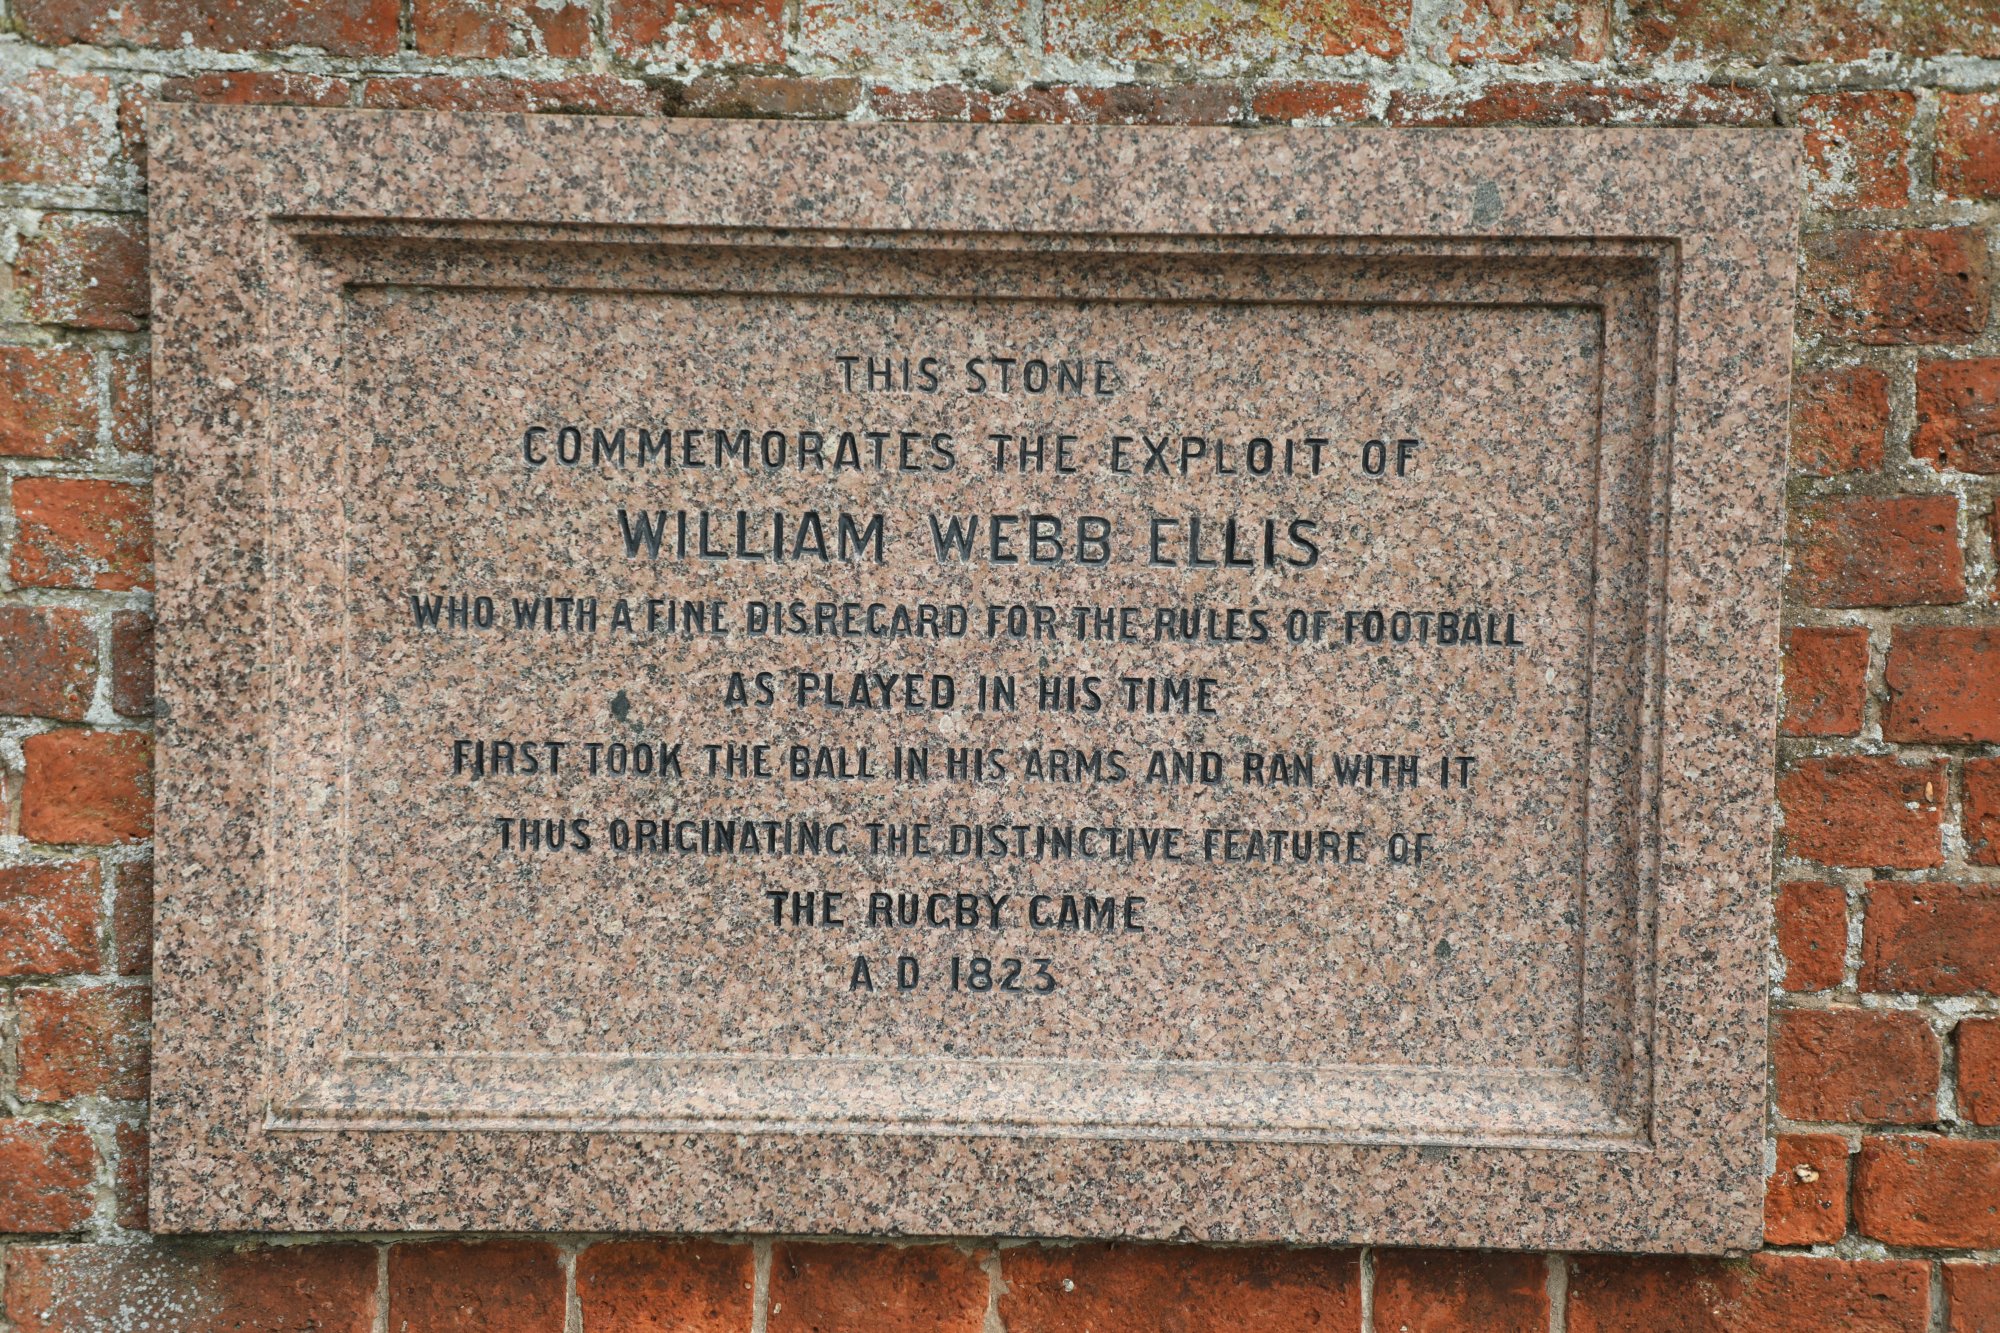 THIS STONE
COMMEMORATES THE EXPLOIT OF
WILLIAM WEBB ELLIS
WHO WITH A FINE DISREGARD FOR THE RULES OF FOOTBALL
AS PLAYED IN HIS TIME
FIRST TOOK THE BALL IN HIS ARMS AND RAN WITH IT
THUS ORIGINATING THE DISTINCTIVE FEATURE OF
THE RUGBY GAME
A D 1823